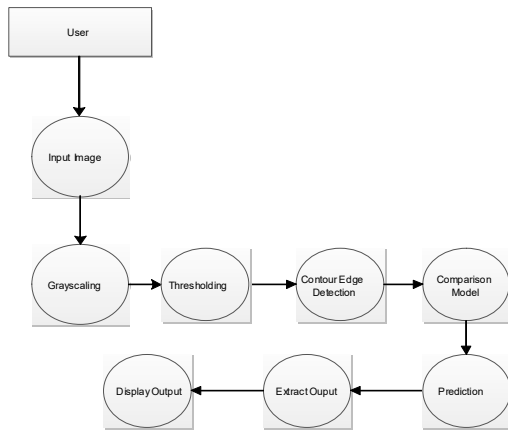 User
Input Image
Grayscaling
Thresholding
Contour Edge
Detection
Comparison
Model
Prediction
Extract Ouput
Display Output